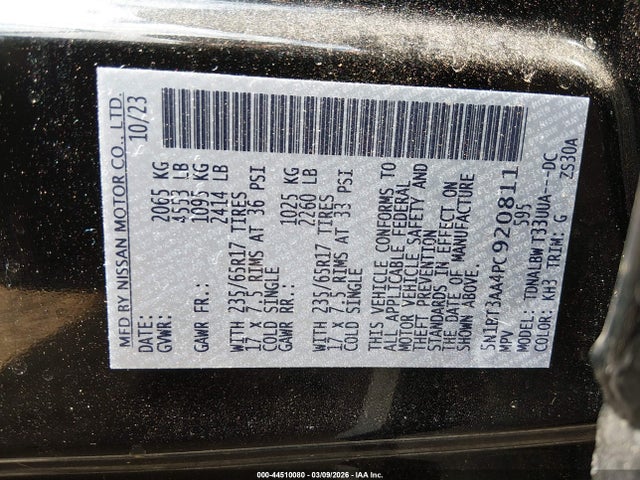 MFD BY NISSAN MOTOR CO., LTD.
DATE: 10/23
GVWR: 2065 KG
4553 LB
GAWR FR.: 1095 KG
2414 LB
WITH 235/65R17 TIRES
17 X 7.5 RIMS AT 36 PSI
COLD SINGLE
GAWR RR.: 1025 KG
2260 LB
WITH 235/65R17 TIRES
17 X 7.5 RIMS AT 33 PSI
COLD SINGLE
THIS VEHICLE CONFORMS TO
ALL APPLICABLE FEDERAL
MOTOR VEHICLE SAFETY AND
THEFT PREVENTION
STANDARDS IN EFFECT ON
THE DATE OF MANUFACTURE
SHOWN ABOVE.
5N1BT3AA4PC920811
MPV 595
MODEL: TDNALBW T33UUA---DC
COLOR: KH3 TRIM: G ZS30A
000-44510080 - 03/09/2026 - IAA Inc.